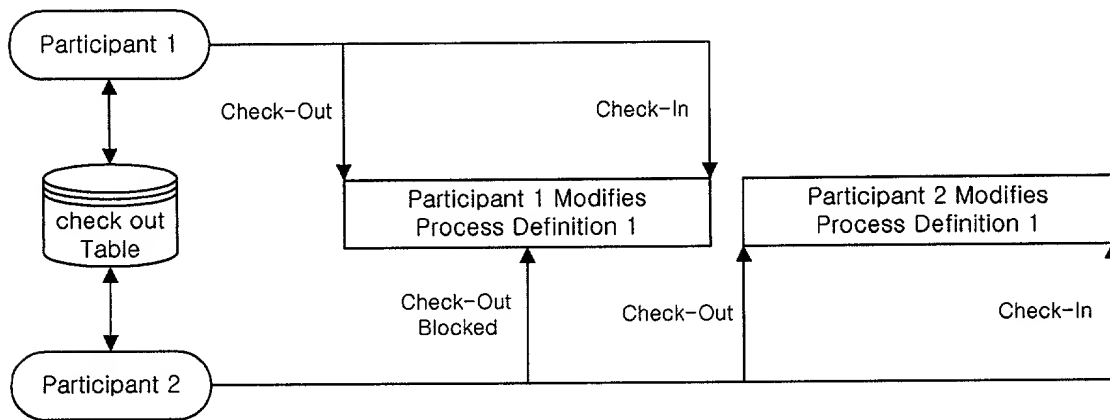 Participant 1
Check-Out
Check-In
check out
Table
Participant 1 Modifies
Process Definition 1
Participant 2 Modifies
Process Definition 1
Check-Out
Blocked
Check-Out
Check-In
Participant 2